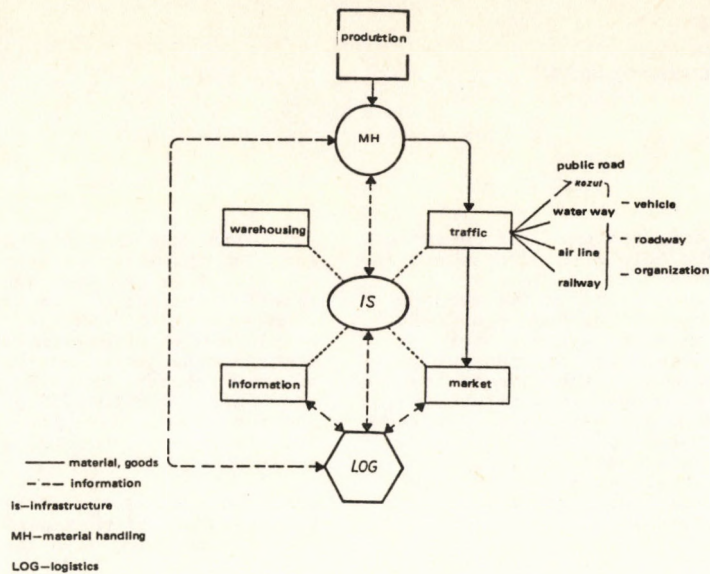 production
MH
public road
Kozut
water way
vehicle
warehousing
traffic
roadway
air line
organization
railway
IS
information
market
LOG
material, goods
information
is—infrastructure
MH—material handling
LOG—logistics